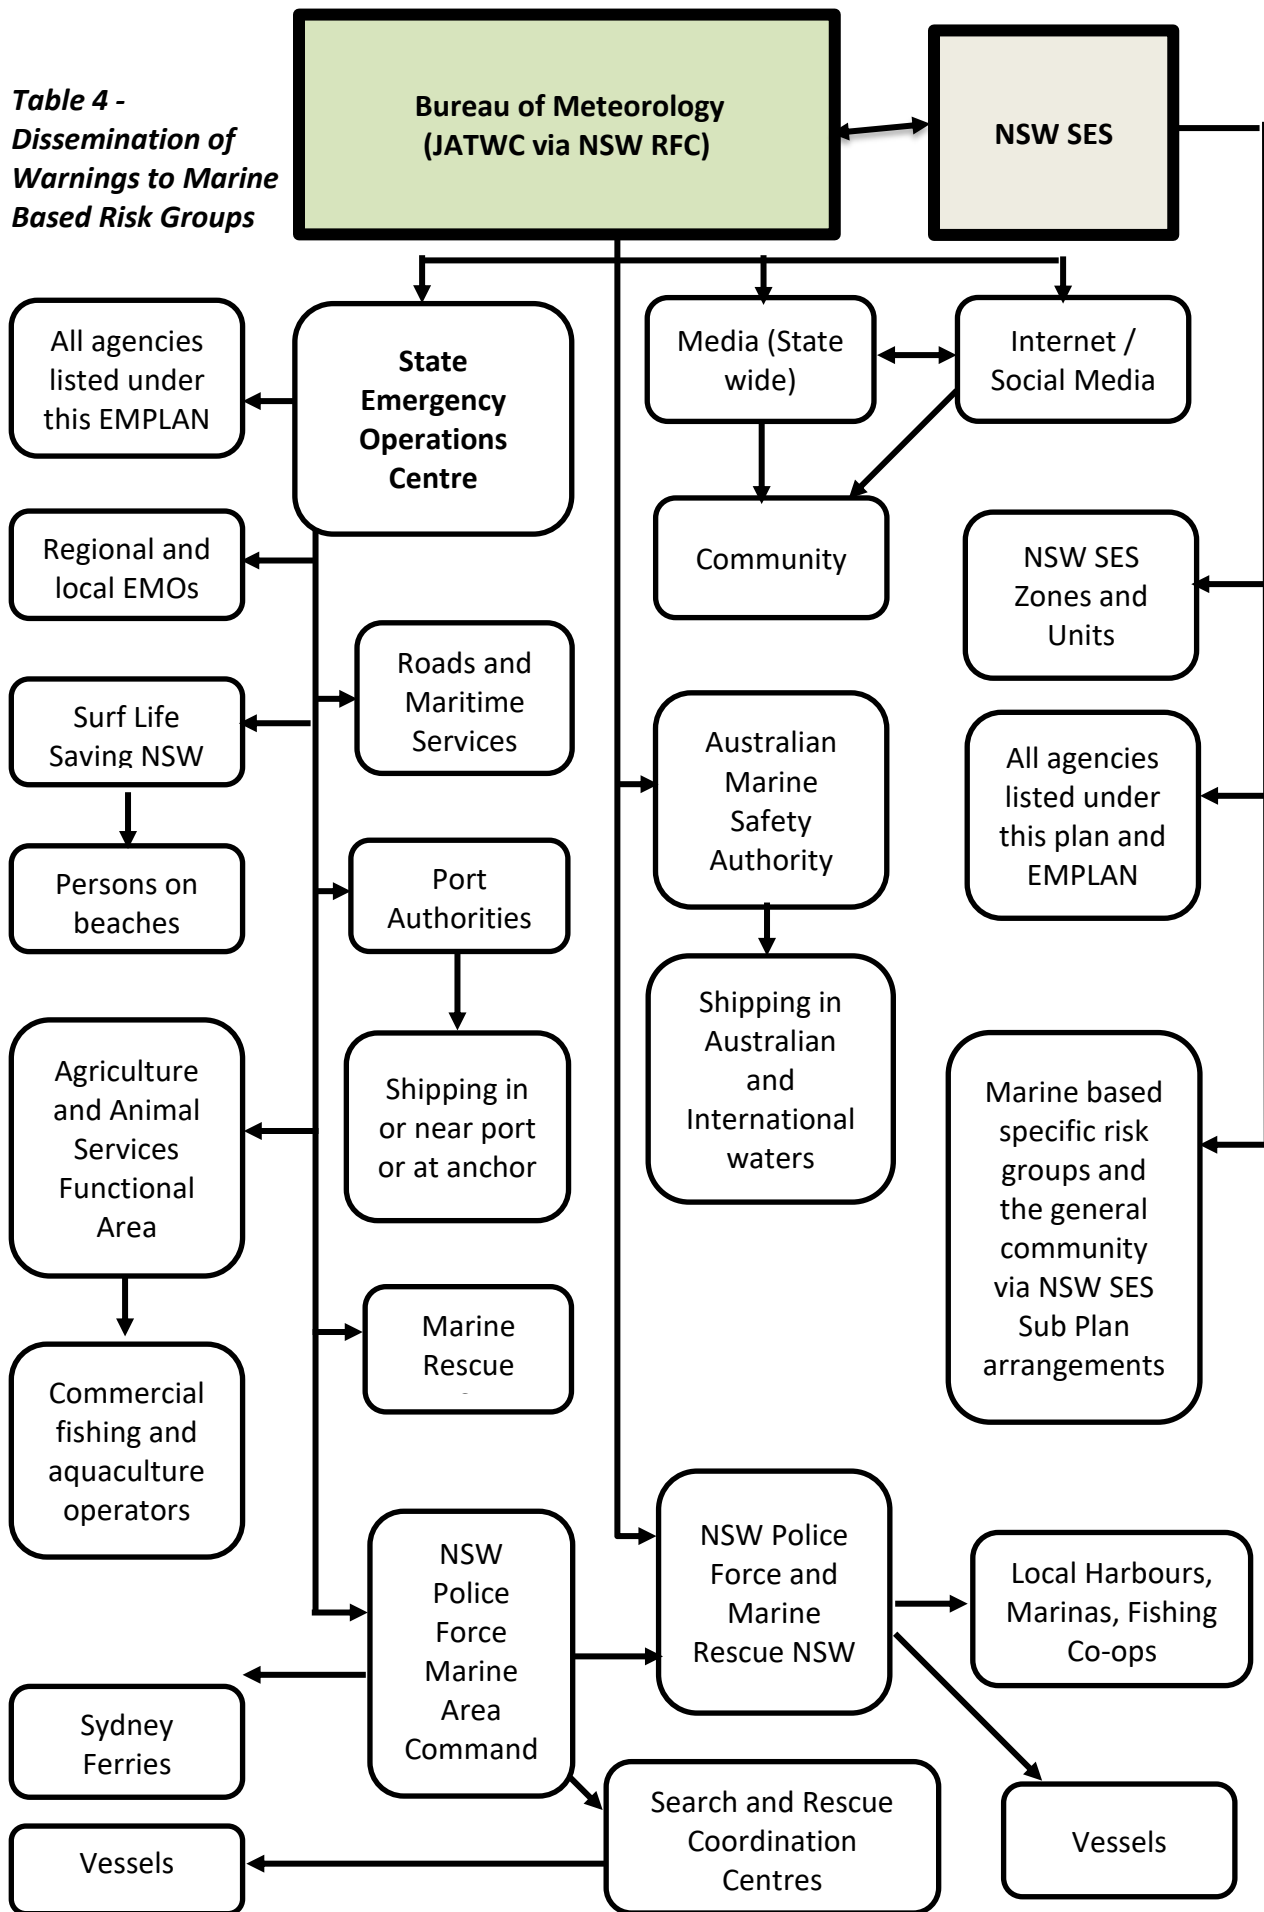 Table 4 -
Dissemination of
Warnings to Marine
Based Risk Groups
Bureau of Meteorology
(JATWC via NSW RFC)
NSW SES
All agencies
listed under
this EMPLAN
State
Emergency
Operations
Centre
Media (State
wide)
Internet /
Social Media
Community
Regional and
local EMOs
NSW SES
Zones and
Units
Roads and
Maritime
Services
Surf Life
Saving NSW
Australian
Marine
Safety
Authority
All agencies
listed under
this plan and
EMPLAN
Persons on
beaches
Port
Authorities
Shipping in
Australian
and
International
waters
Agriculture
and Animal
Services
Functional
Area
Shipping in
or near port
or at anchor
Marine based
specific risk
groups and
the general
community
via NSW SES
Sub Plan
arrangements
Marine
Rescue
Commercial
fishing and
aquaculture
operators
NSW
Police
Force
Marine
Area
Command
NSW Police
Force and
Marine
Rescue NSW
Local Harbours,
Marinas, Fishing
Co-ops
Sydney
Ferries
Search and Rescue
Coordination
Centres
Vessels
Vessels